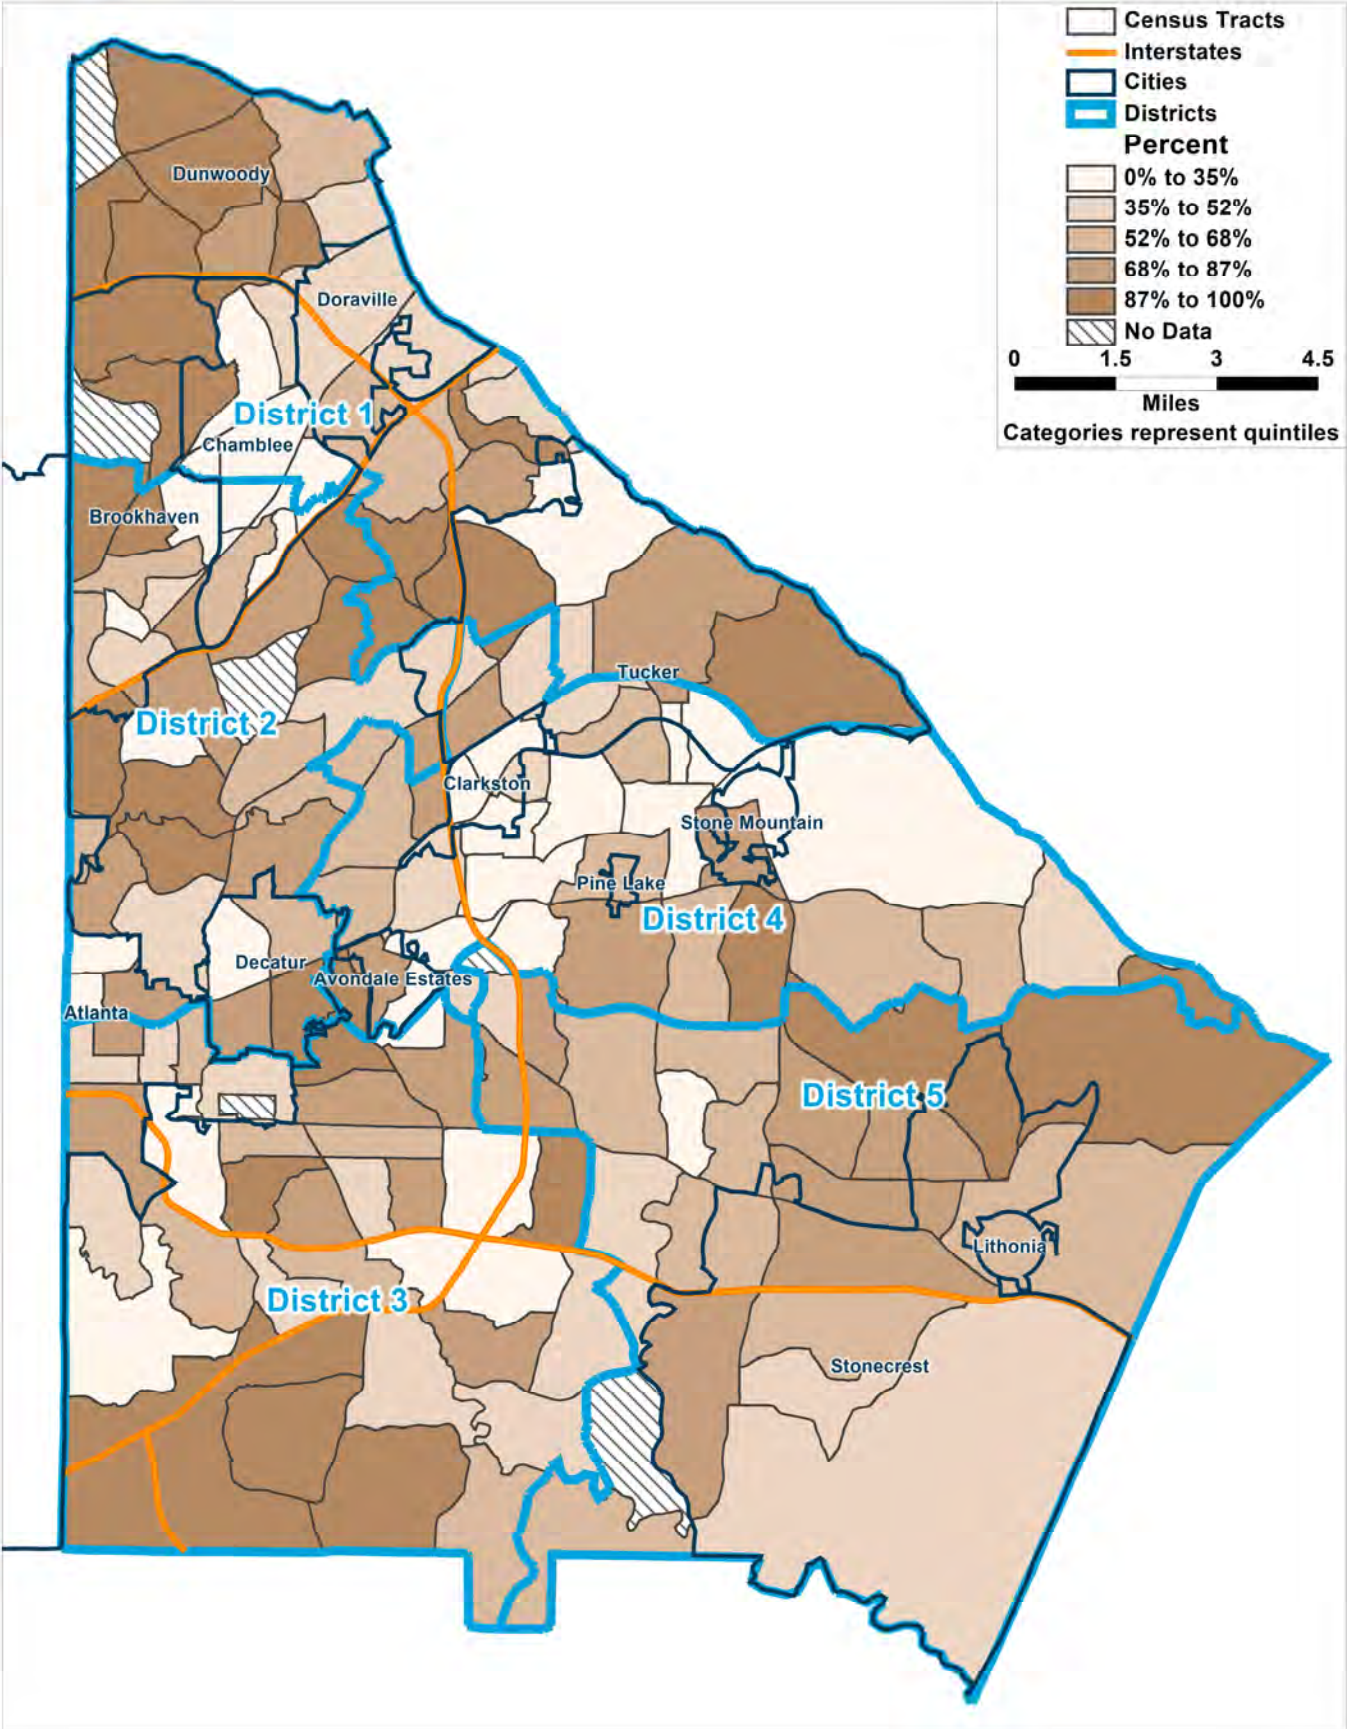 Census Tracts
Interstates
Cities
Districts
Percent
0% to 35%
35% to 52%
52% to 68%
68% to 87%
87% to 100%
No Data
0 1.5 3 4.5
Miles
Categories represent quintiles
Dunwoody
Doraville
District 1
Chamblee
Brookhaven
Tucker
District 2
Clarkston
Stone Mountain
Pine Lake
District 4
Decatur
Avondale Estates
Atlanta
District 5
Lithonia
District 3
Stonecrest